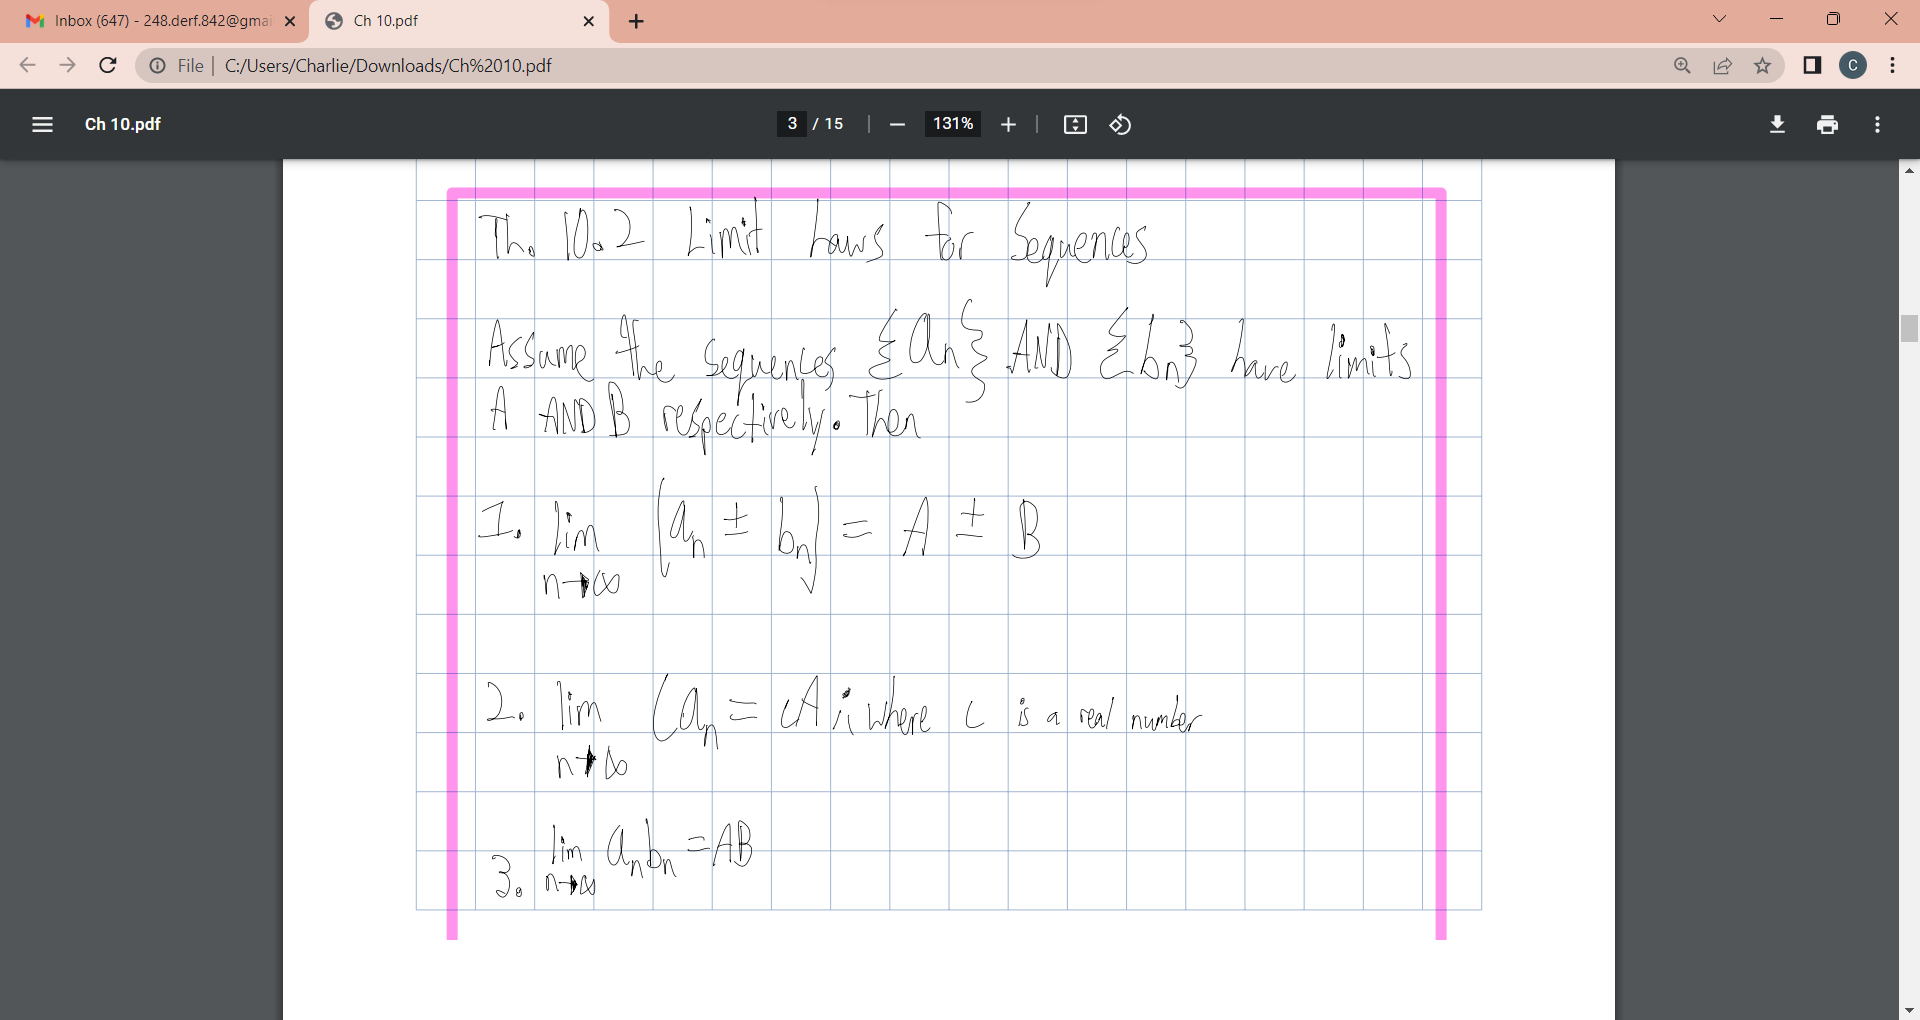 Inbox (647) - 248.derf.842@gmai
Ch 10.pdf
File | C:/Users/Charlie/Downloads/Ch%2010.pdf
C
Ch 10.pdf
3 / 15
131%
Th. 10.2 Limit Laws for Sequences
Assume the sequences {an} AND {bn} have limits
A AND B respectively. Then
1. lim (an ± bn) = A ± B
n→∞
2. lim Can = cA ; where c is a real number
n→∞
3. lim anbn = AB
n→∞